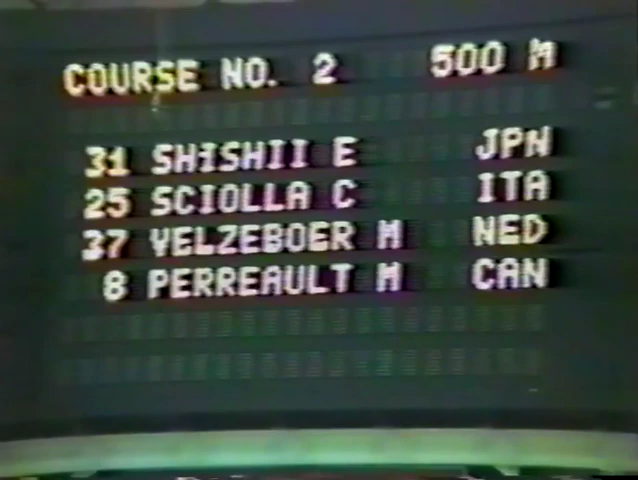 COURSE NO. 2 500 M
31 SHISHII E JPN
25 SCIOLLA C ITA
37 VELZEBOER M NED
8 PERREAULT M CAN